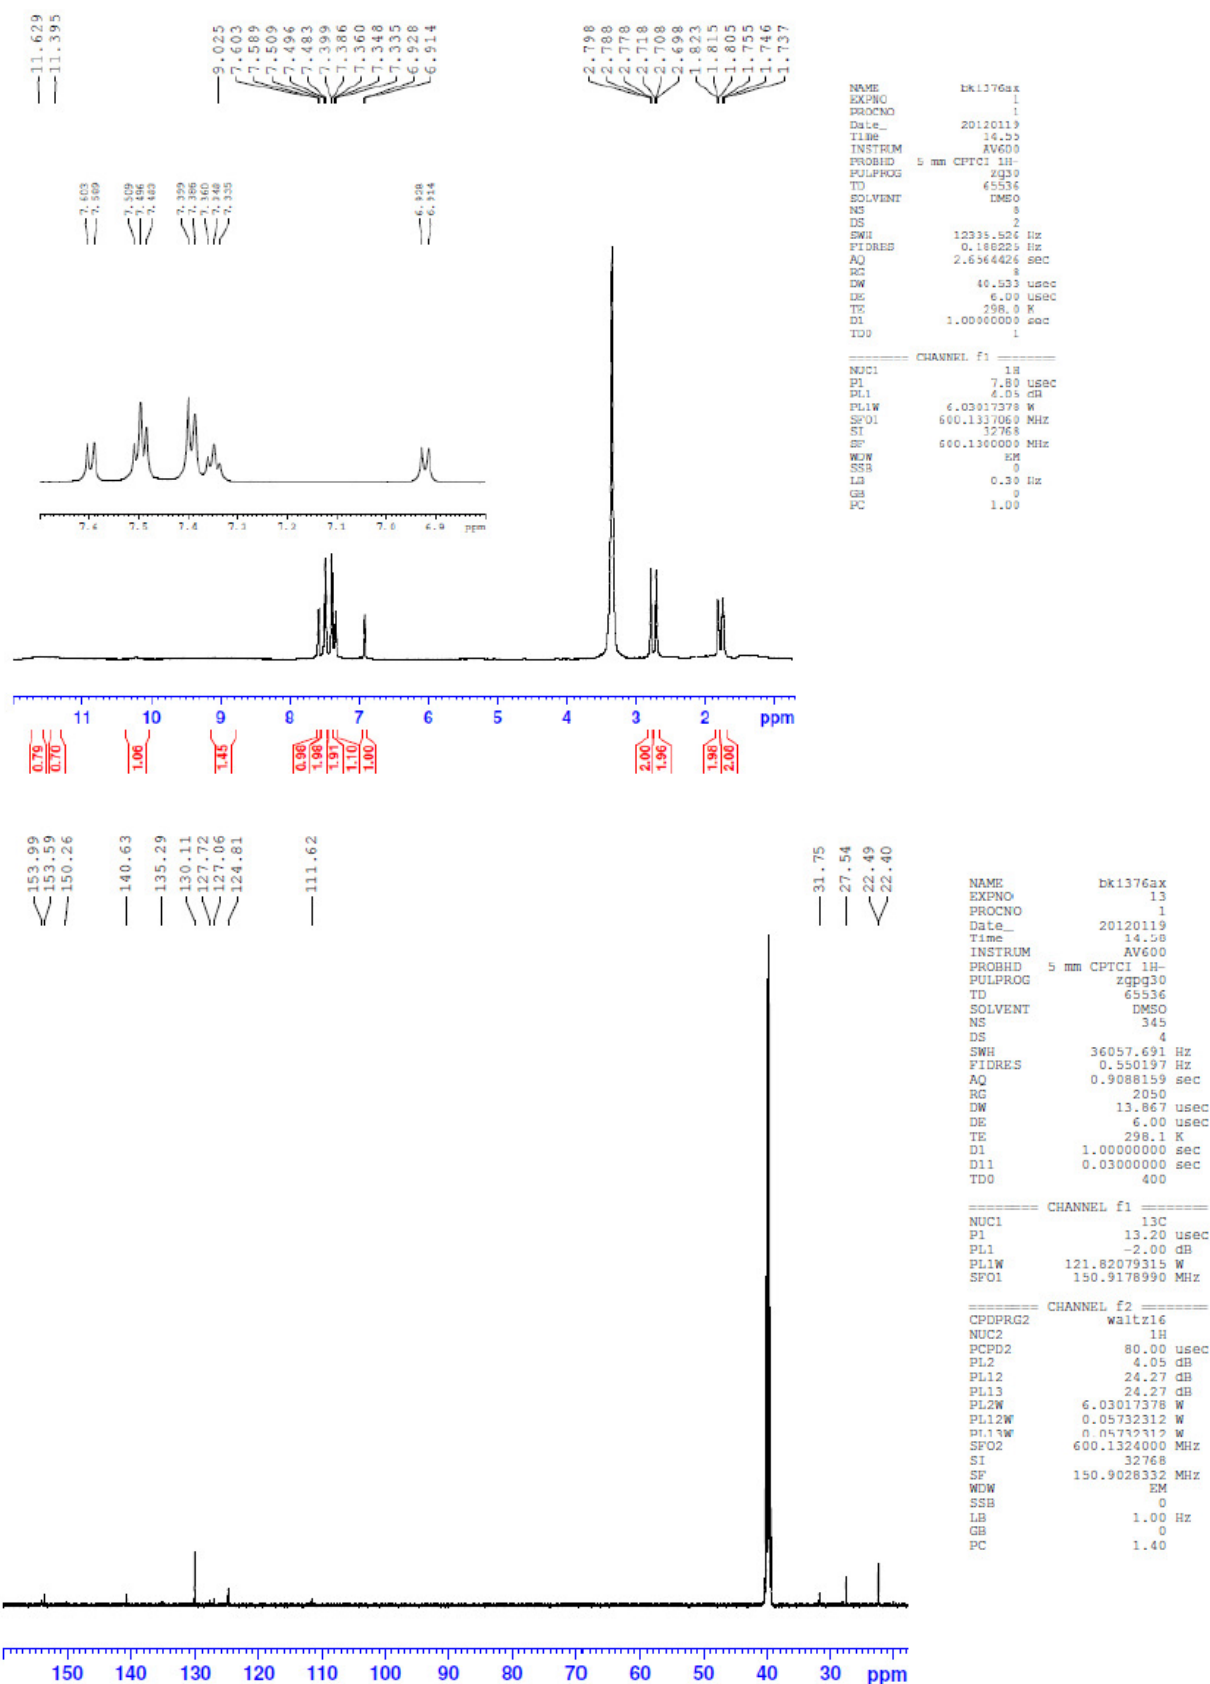 11.629
11.395
9.025
7.603
7.589
7.509
7.496
7.483
7.399
7.386
7.360
7.348
7.335
6.928
6.914
2.798
2.788
2.778
2.718
2.708
2.698
1.823
1.815
1.805
1.755
1.746
1.737
NAME bk1376ax
EXPNO 1
PROCNO 1
Date_ 20120119
Time 14.55
INSTRUM AV600
PROBHD 5 mm CPTCI 1H-
PULPROG zg30
TD 65536
SOLVENT DMSO
NS 8
DS 2
SWH 12335.526 Hz
FIDRES 0.188225 Hz
AQ 2.6564426 sec
RG 8
DW 40.533 usec
DE 6.00 usec
TE 298.0 K
D1 1.00000000 sec
TD0 1
======== CHANNEL f1 ========
NUC1 1H
P1 7.80 usec
PL1 4.05 dB
PL1W 6.03017378 W
SFO1 600.1337060 MHz
SI 32768
SF 600.1300000 MHz
WDW EM
SSB 0
LB 0.30 Hz
GB 0
PC 1.00
7.603
7.589
7.509
7.496
7.483
7.399
7.386
7.360
7.348
7.335
6.928
6.914
7.6 7.5 7.4 7.3 7.2 7.1 7.0 6.9 ppm
11 10 9 8 7 6 5 4 3 2 ppm
0.79
0.70
1.06
1.45
0.98
1.98
1.91
1.10
1.00
2.00
1.96
1.98
2.08
153.99
153.59
150.26
140.63
135.29
130.11
127.72
127.06
124.81
111.62
31.75
27.54
22.49
22.40
NAME bk1376ax
EXPNO 13
PROCNO 1
Date_ 20120119
Time 14.58
INSTRUM AV600
PROBHD 5 mm CPTCI 1H-
PULPROG zgpg30
TD 65536
SOLVENT DMSO
NS 345
DS 4
SWH 36057.691 Hz
FIDRES 0.550197 Hz
AQ 0.9088159 sec
RG 2050
DW 13.867 usec
DE 6.00 usec
TE 298.1 K
D1 1.00000000 sec
D11 0.03000000 sec
TD0 400
======== CHANNEL f1 ========
NUC1 13C
P1 13.20 usec
PL1 -2.00 dB
PL1W 121.82079315 W
SFO1 150.9178990 MHz
======== CHANNEL f2 ========
CPDPRG2 waltz16
NUC2 1H
PCPD2 80.00 usec
PL2 4.05 dB
PL12 24.27 dB
PL13 24.27 dB
PL2W 6.03017378 W
PL12W 0.05732312 W
PL13W 0.05732312 W
SFO2 600.1324000 MHz
SI 32768
SF 150.9028332 MHz
WDW EM
SSB 0
LB 1.00 Hz
GB 0
PC 1.40
150 140 130 120 110 100 90 80 70 60 50 40 30 ppm